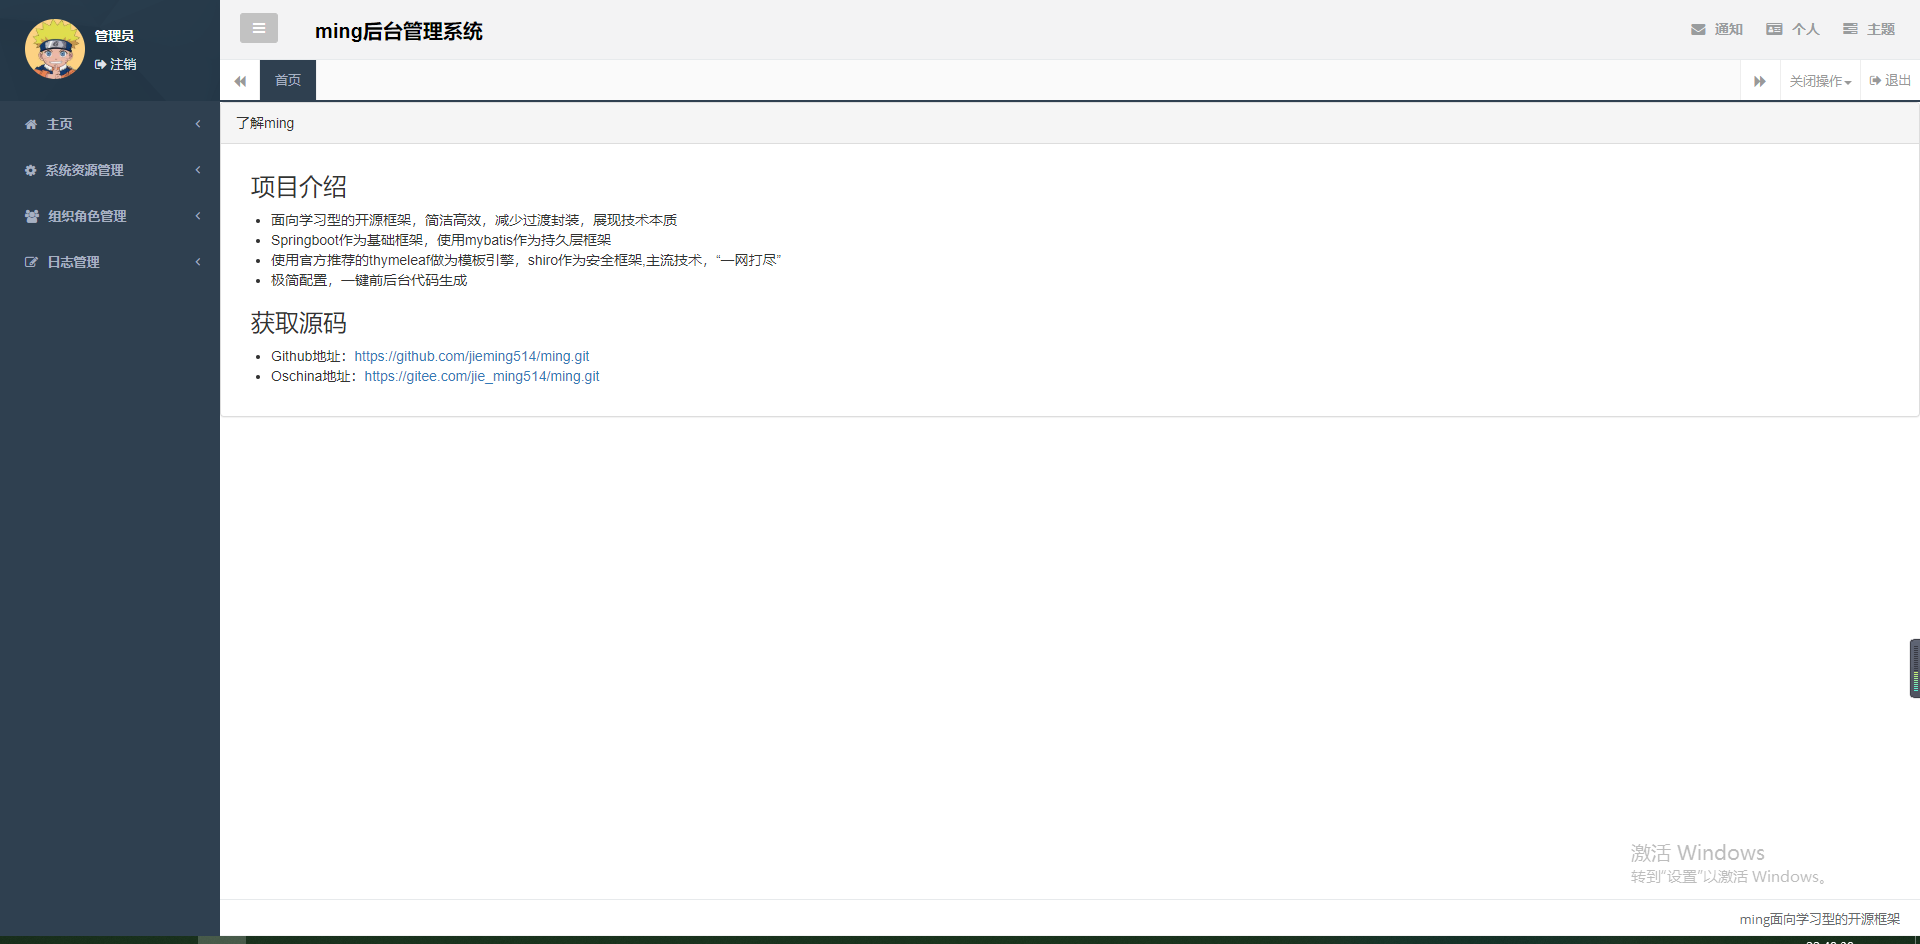 管理员
注销
主页
系统资源管理
组织角色管理
日志管理
ming后台管理系统
通知
个人
主题
首页
关闭操作
退出
了解ming
项目介绍
面向学习型的开源框架，简洁高效，减少过渡封装，展现技术本质
Springboot作为基础框架，使用mybatis作为持久层框架
使用官方推荐的thymeleaf做为模板引擎，shiro作为安全框架,主流技术，“一网打尽”
极简配置，一键前后台代码生成
获取源码
Github地址：https://github.com/jieming514/ming.git
Oschina地址：https://gitee.com/jie_ming514/ming.git
激活 Windows
转到“设置”以激活 Windows。
ming面向学习型的开源框架